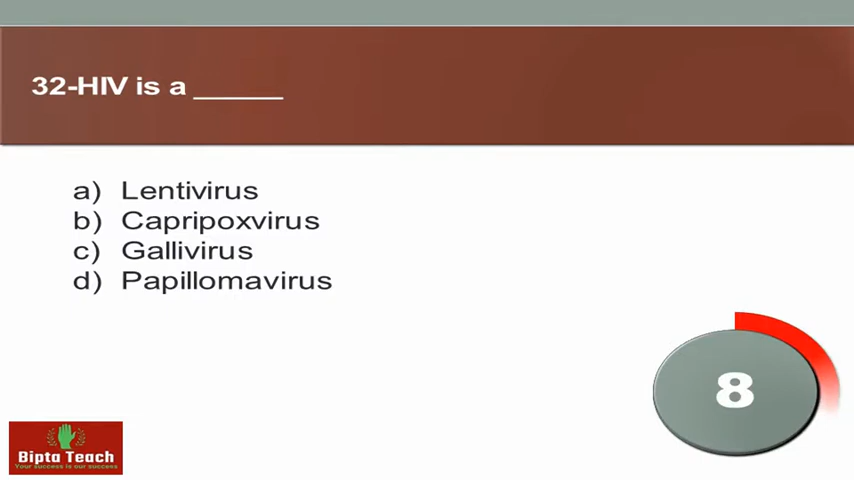 32-HIV is a ______
a) Lentivirus
b) Capripoxvirus
c) Gallivirus
d) Papillomavirus
8
Bipta Teach
Your success is our success